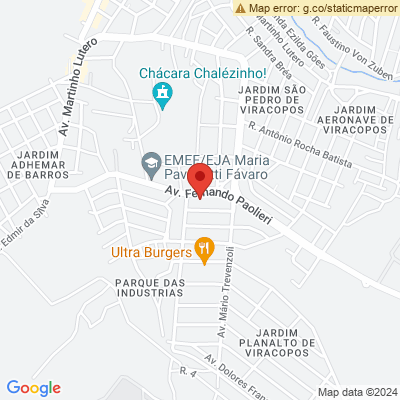 Map error: g.co/staticmaperror
Av. Martinho Lutero
Martinho Lutero
Ezilda Góes
R. Sandra Brea
R. Faustino Von Zuben
Chácara Chalézinho!
JARDIM SÃO
PEDRO DE
VIRACOPOS
JARDIM
AERONAVE DE
VIRACOPOS
R. Antônio Rocha Batista
JARDIM
ADHEMAR
DE BARROS
EMEF/EJA Maria
Favaro
Av. Fernando Paolieri
Edmir da Silva
Ultra Burgers
PARQUE DAS
INDUSTRIAS
Av. Mário Trevenzoli
JARDIM
PLANALTO DE
VIRACOPOS
R. 4
Av. Dolores Fran
Google
Map data ©2024